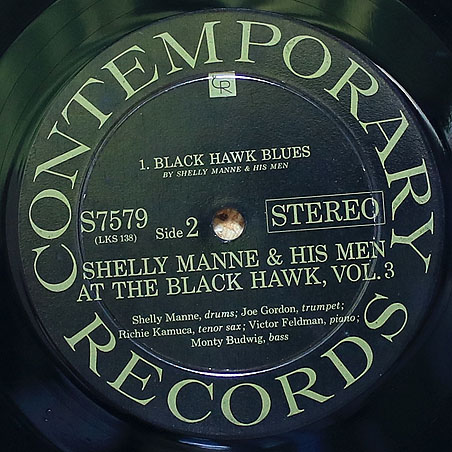 CONTEMPORARY
CR
1. BLACK HAWK BLUES
BY SHELLY MANNE & HIS MEN
S7579
(LKS 138)
Side 2
STEREO
SHELLY MANNE & HIS MEN
AT THE BLACK HAWK, VOL. 3
Shelly Manne, drums; Joe Gordon, trumpet;
Richie Kamuca, tenor sax; Victor Feldman, piano;
Monty Budwig, bass
RECORDS